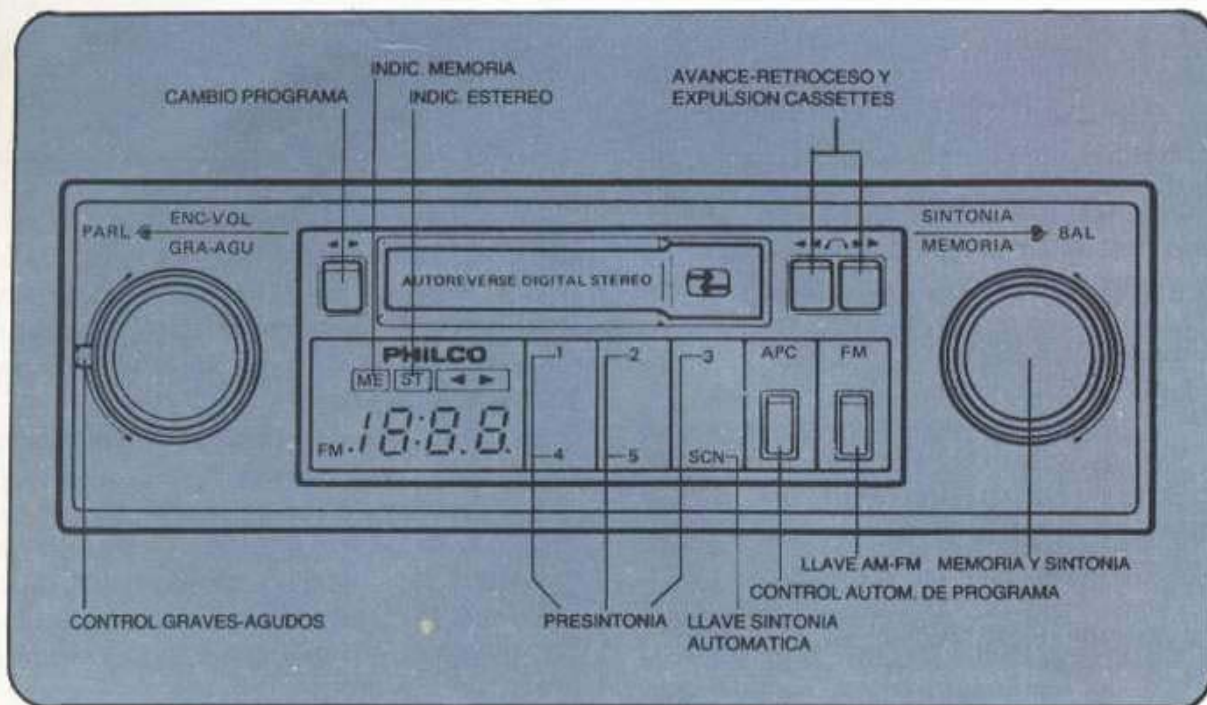 INDIC. MEMORIA
CAMBIO PROGRAMA
INDIC. ESTEREO
AVANCE-RETROCESO Y
EXPULSION CASSETTES
PARL
ENC-VOL
GRA-AGU
SINTONIA
MEMORIA
BAL
AUTOREVERSE DIGITAL STEREO
PHILCO
ME
ST
FM
18:8.8.
1
2
3
4
5
SCN
APC
FM
LLAVE AM-FM
MEMORIA Y SINTONIA
CONTROL AUTOM. DE PROGRAMA
CONTROL GRAVES-AGUDOS
PRESINTONIA
LLAVE SINTONIA
AUTOMATICA